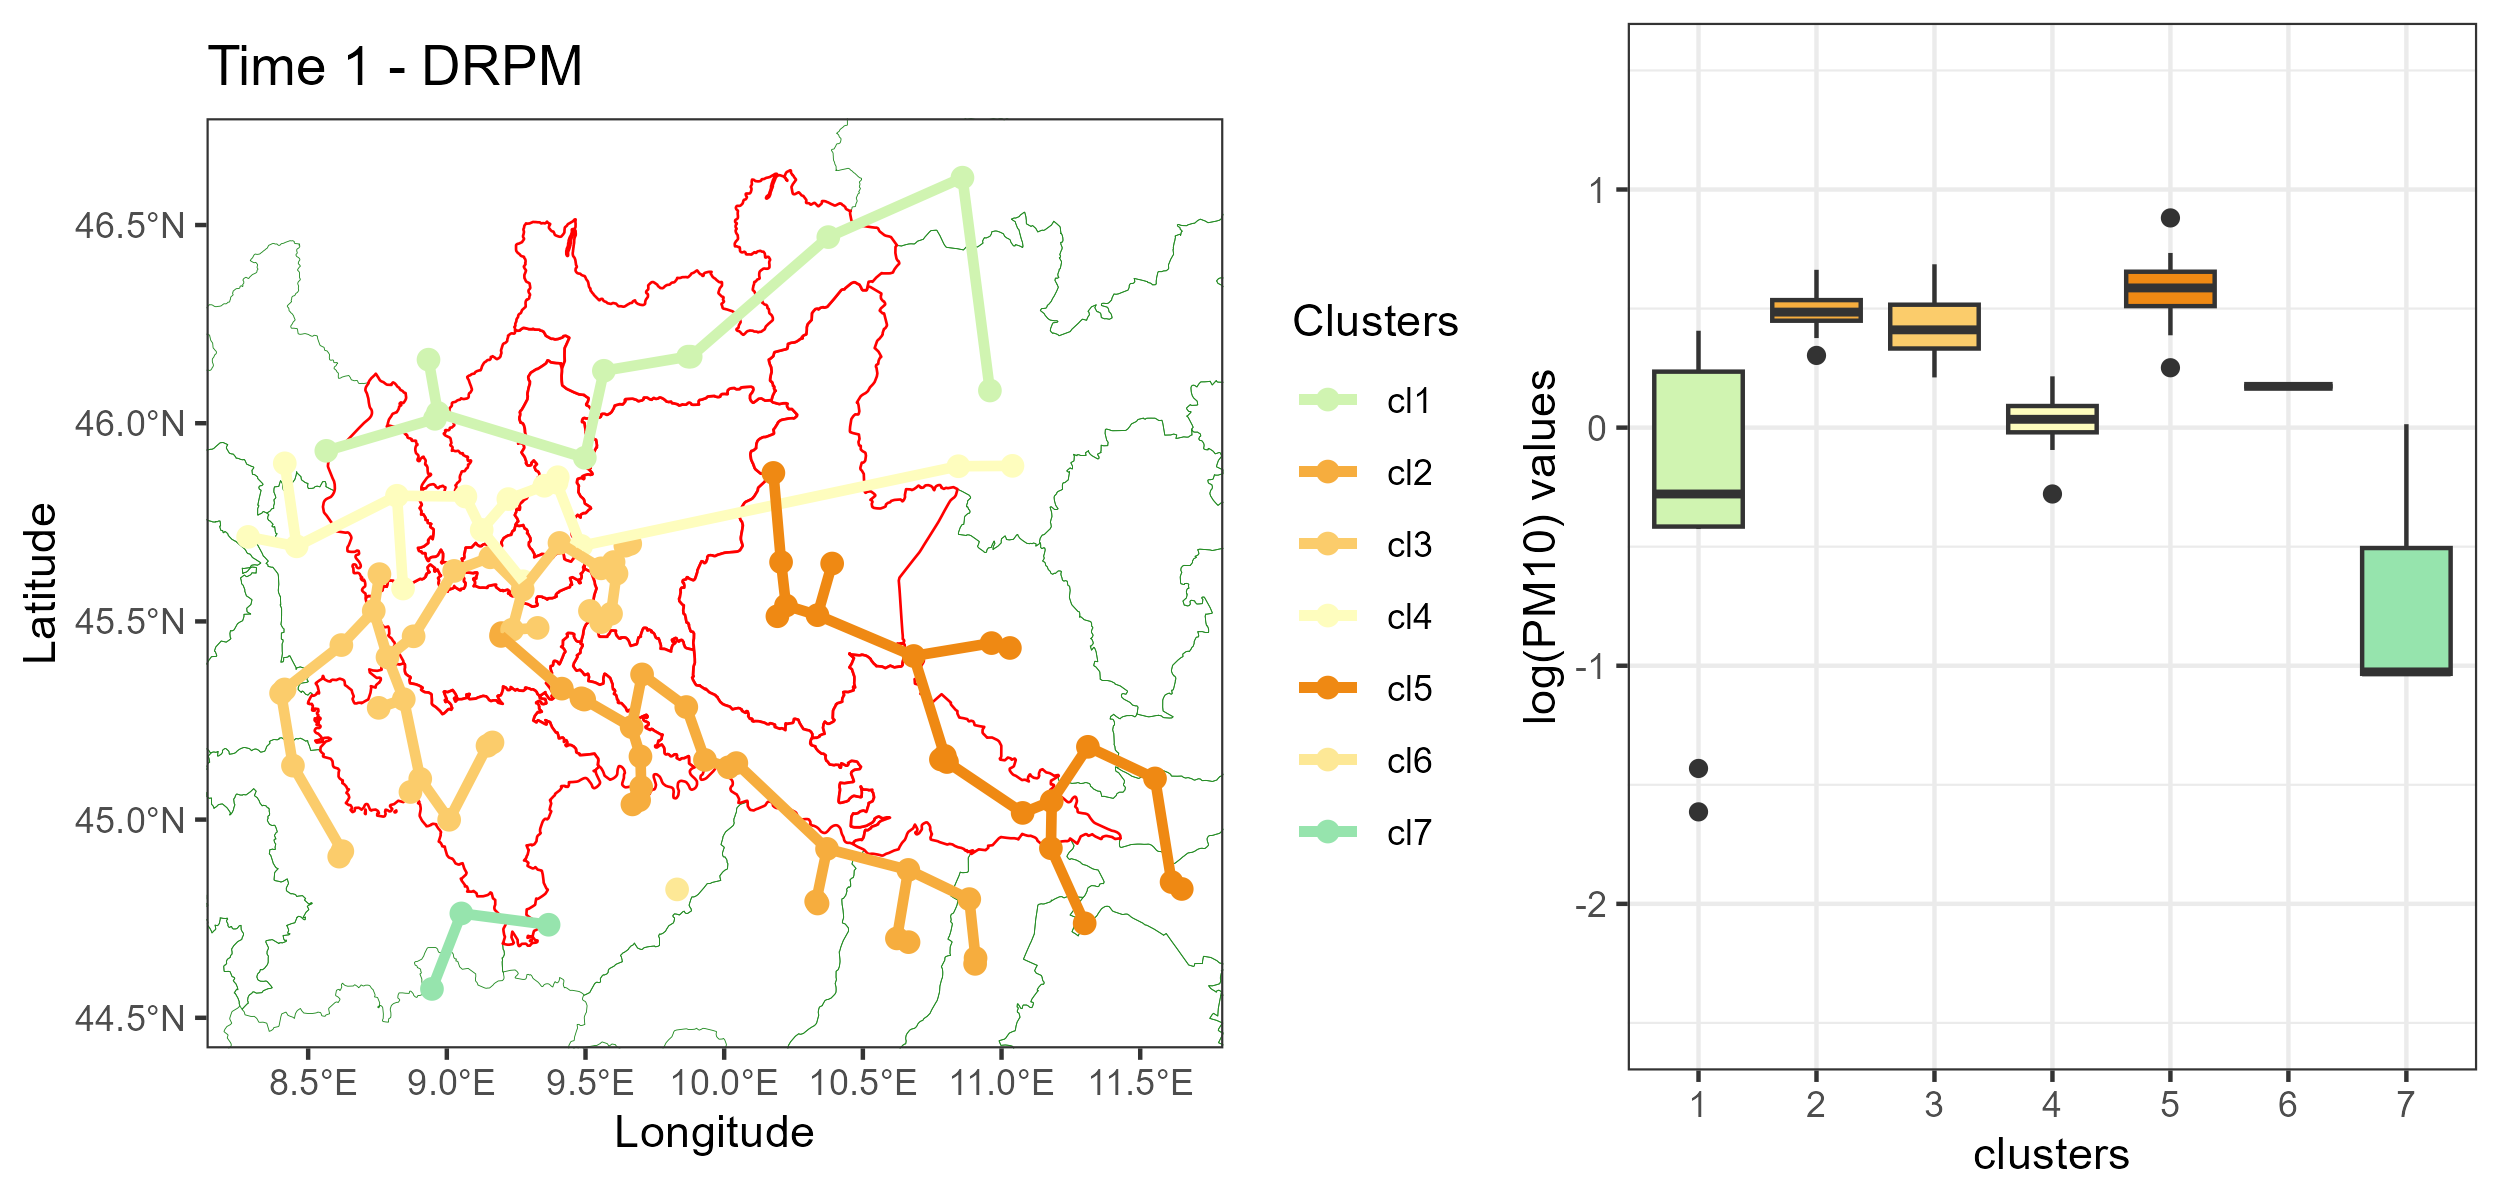 Time 1 - DRPM
46.5°N
46.0°N
45.5°N
45.0°N
44.5°N
Latitude
8.5°E 9.0°E 9.5°E 10.0°E 10.5°E 11.0°E 11.5°E
Longitude
Clusters
cl1
cl2
cl3
cl4
cl5
cl6
cl7
log(PM10) values
1
0
-1
-2
1 2 3 4 5 6 7
clusters